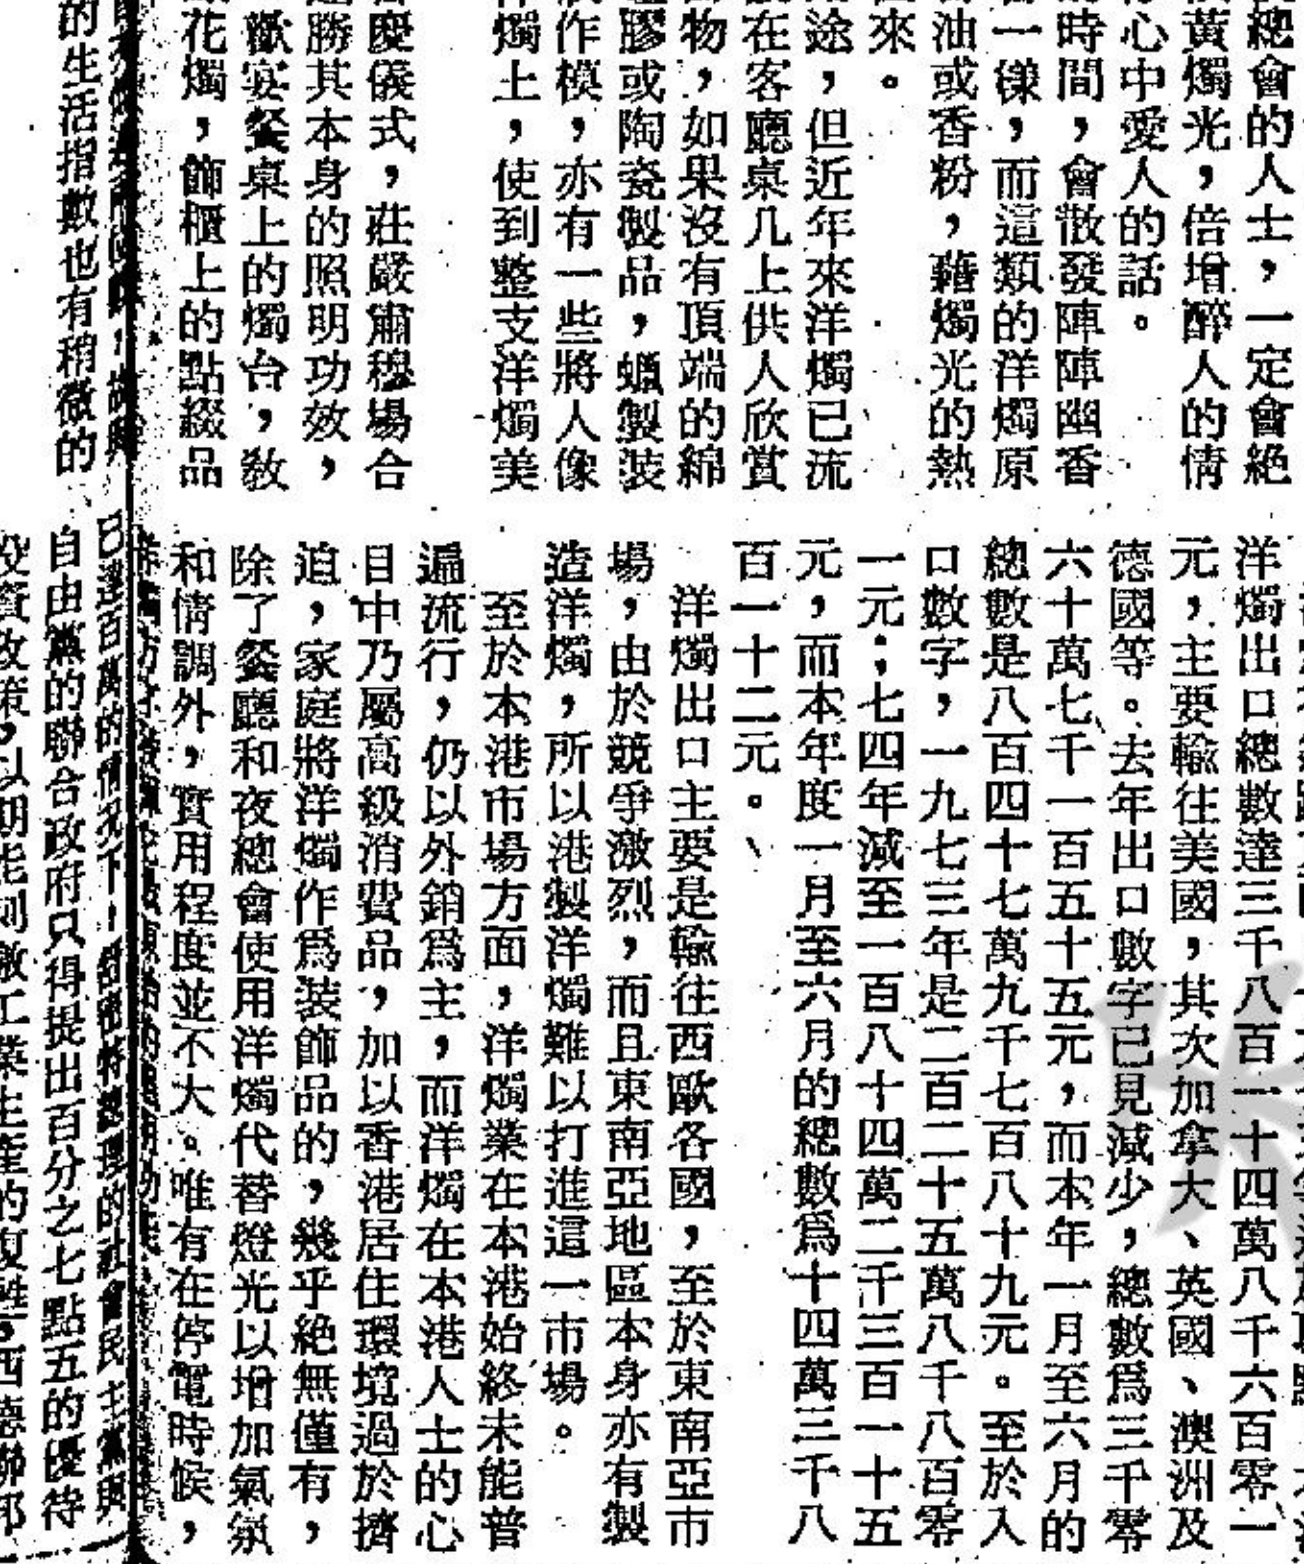 總會的人士，一定會絕
黃燭光，倍增醉人的情
心中愛人的話。
時間，會散發陣陣幽香
一樣，而這類的洋燭原
油或香粉，藉燭光的熱
來。
途，但近年來洋燭已流
在客廳桌几上供人欣賞
物，如果沒有頂端的綿
膠或陶瓷製品，蠟製裝
作模，亦有一些將人像
燭上，使到整支洋燭美
慶儀式，莊嚴肅穆場合
勝其本身的照明功效，
歡宴餐桌上的燭台，敎
花燭，飾櫃上的點綴品
洋燭出口總數達三千八百一十四萬八千六百零一
元，主要輸往美國，其次加拿大、英國、澳洲及
德國等。去年出口數字已見減少，總數爲三千零
六十萬七千一百五十五元，而本年一月至六月的
總數是八百四十七萬九千七百八十九元。至於入
口數字，一九七三年是二百二十五萬八千八百零
一元；七四年減至一百八十四萬二千三百一十五
元，而本年度一月至六月的總數爲十四萬三千八
百一十二元。
洋燭出口主要是輸往西歐各國，至於東南亞市
場，由於競爭激烈，而且東南亞地區本身亦有製
造洋燭，所以港製洋燭難以打進這一市場。
至於本港市場方面，洋燭業在本港始終未能普
遍流行，仍以外銷爲主，而洋燭在本港人士的心
目中乃屬高級消費品，加以香港居住環境過於擠
迫，家庭將洋燭作爲裝飾品的，幾乎絕無僅有，
除了餐廳和夜總會使用洋燭代替燈光以增加氣氛
和情調外，實用程度並不大。唯有在停電時候，
的生活指數也有稍微的
已達百萬的情況下！
總理的社會民主黨與
自由黨的聯合政府只得提出百分之七點五的優待
投資政策，以期能刺激工業生產的復甦，西德聯邦